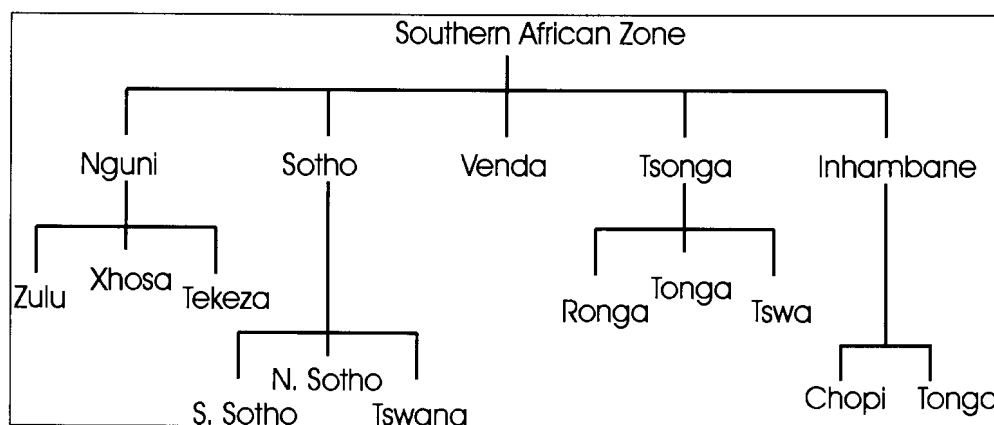 Southern African Zone
Nguni Sotho Venda Tsonga Inhambane
Zulu Xhosa Tekeza Ronga Tonga Tswa
S. Sotho N. Sotho Tswana Chopi Tonga